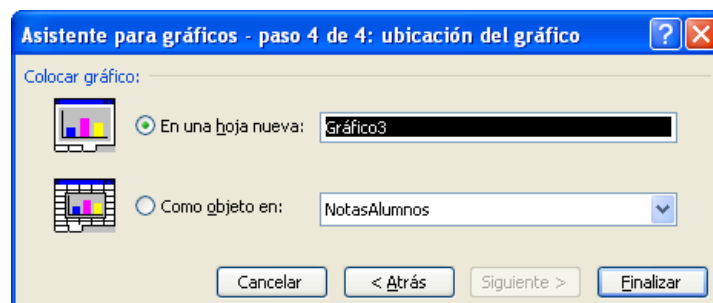 Asistente para gráficos - paso 4 de 4: ubicación del gráfico
Colocar gráfico:
En una hoja nueva: Gráfico3
Como objeto en: NotasAlumnos
Cancelar < Atrás Siguiente > Finalizar